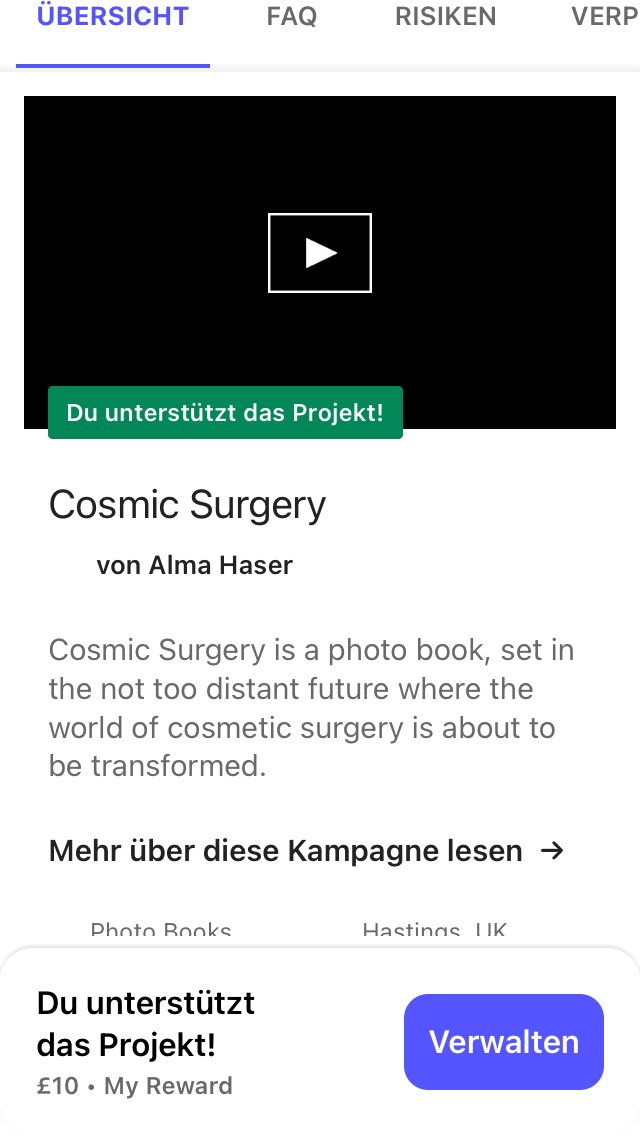 ÜBERSICHT FAQ RISIKEN VERP
Du unterstützt das Projekt!
Cosmic Surgery
von Alma Haser
Cosmic Surgery is a photo book, set in
the not too distant future where the
world of cosmetic surgery is about to
be transformed.
Mehr über diese Kampagne lesen →
Photo Books Hastings, UK
Du unterstützt
das Projekt!
£10 • My Reward
Verwalten